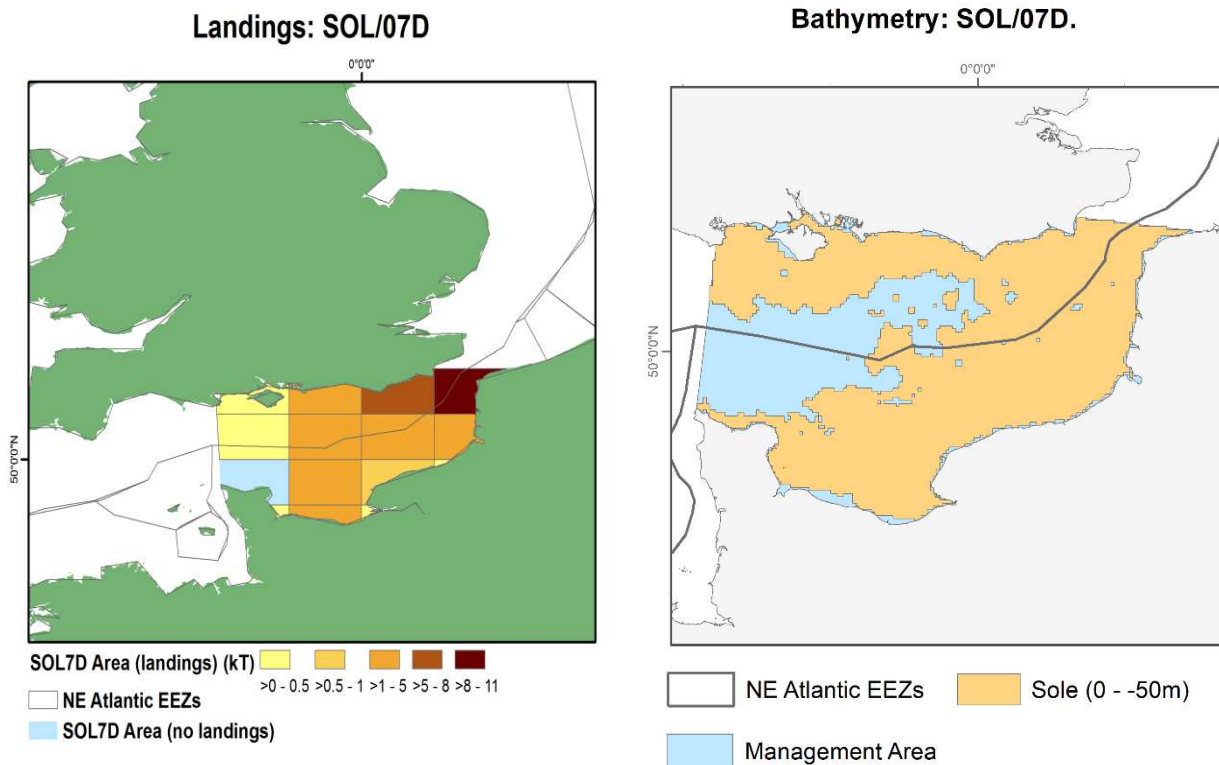 Landings: SOL/07D
0°0'0"
50°0'0"N
SOL7D Area (landings) (kT)
>0 - 0.5 >0.5 - 1 >1 - 5 >5 - 8 >8 - 11
NE Atlantic EEZs
SOL7D Area (no landings)
Bathymetry: SOL/07D.
0°0'0"
50°0'0"N
NE Atlantic EEZs
Sole (0 - -50m)
Management Area